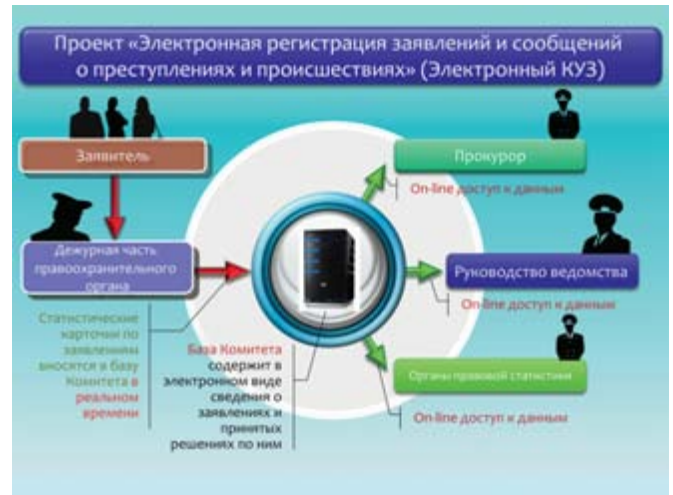 Проект «Электронная регистрация заявлений и сообщений
о преступлениях и происшествиях» (Электронный КУЗ)
Заявитель
Прокурор
On-line доступ к данным
Дежурная часть
правоохранительного
органа
Руководство ведомства
On-line доступ к данным
Статистические
карточки по
заявлениям
вносятся в базу
Комитета в
реальном
времени
База Комитета
содержит в
электронном виде
сведения о
заявлениях и
принятых
решениях по ним
Органы правовой статистики
On-line доступ к данным